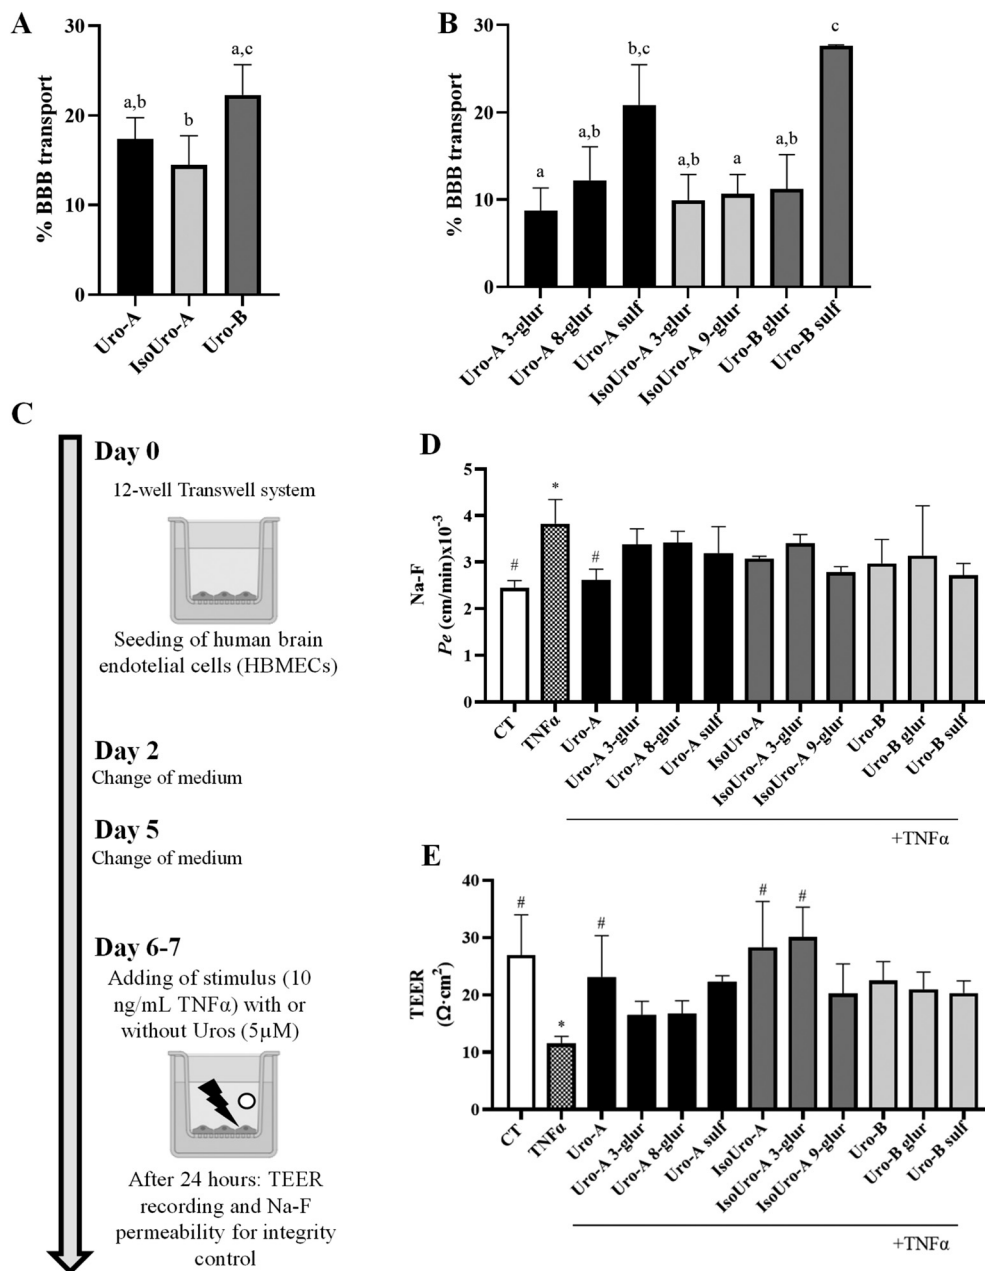 A
30
20
10
0
% BBB transport
a,b
b
a,c
Uro-A
IsoUro-A
Uro-B
B
30
20
10
0
% BBB transport
a
a,b
b,c
a,b
a
a,b
c
Uro-A 3-glur
Uro-A 8-glur
Uro-A sulf
IsoUro-A 3-glur
IsoUro-A 9-glur
Uro-B glur
Uro-B sulf
C
Day 0
12-well Transwell system
Seeding of human brain
endotelial cells (HBMECs)
Day 2
Change of medium
Day 5
Change of medium
Day 6-7
Adding of stimulus (10
ng/mL TNFα) with or
without Uros (5µM)
After 24 hours: TEER
recording and Na-F
permeability for integrity
control
D
5
4
3
2
1
0
Na-F
Pe (cm/min)x10⁻³
#
*
#
CT
TNFα
Uro-A
Uro-A 3-glur
Uro-A 8-glur
Uro-A sulf
IsoUro-A
IsoUro-A 3-glur
IsoUro-A 9-glur
Uro-B
Uro-B glur
Uro-B sulf
+TNFα
E
40
30
20
10
0
TEER
(Ω·cm²)
#
*
#
#
#
CT
TNFα
Uro-A
Uro-A 3-glur
Uro-A 8-glur
Uro-A sulf
IsoUro-A
IsoUro-A 3-glur
IsoUro-A 9-glur
Uro-B
Uro-B glur
Uro-B sulf
+TNFα